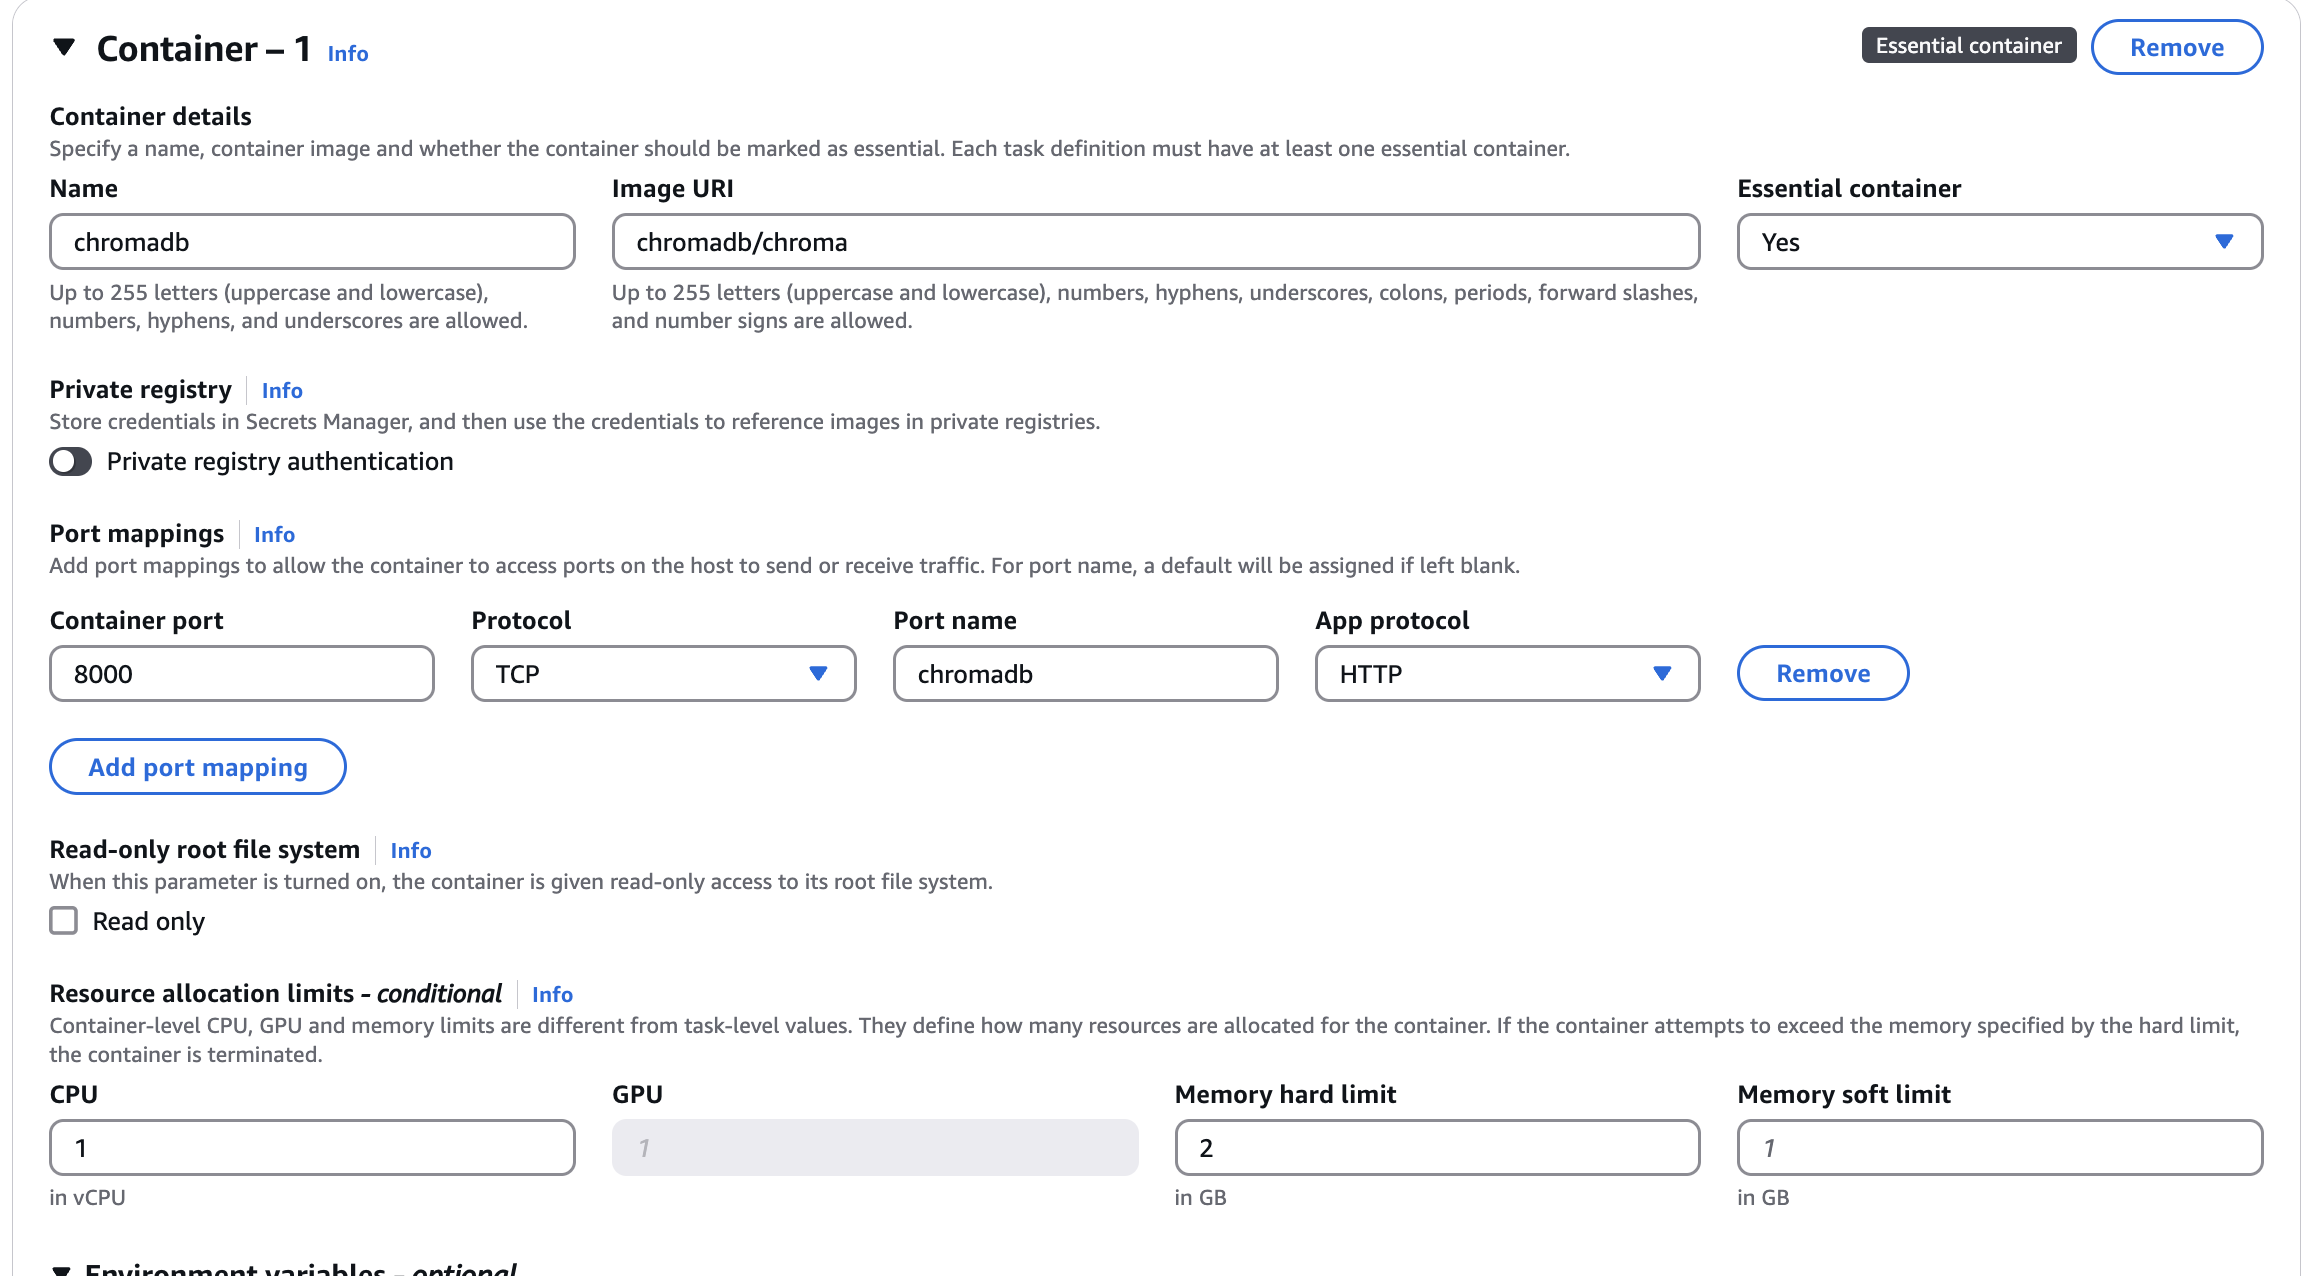 Container – 1 Info
Essential container
Remove
Container details
Specify a name, container image and whether the container should be marked as essential. Each task definition must have at least one essential container.
Name
Image URI
Essential container
chromadb
chromadb/chroma
Yes
Up to 255 letters (uppercase and lowercase),
numbers, hyphens, and underscores are allowed.
Up to 255 letters (uppercase and lowercase), numbers, hyphens, underscores, colons, periods, forward slashes,
and number signs are allowed.
Private registry Info
Store credentials in Secrets Manager, and then use the credentials to reference images in private registries.
Private registry authentication
Port mappings Info
Add port mappings to allow the container to access ports on the host to send or receive traffic. For port name, a default will be assigned if left blank.
Container port
Protocol
Port name
App protocol
8000
TCP
chromadb
HTTP
Remove
Add port mapping
Read-only root file system Info
When this parameter is turned on, the container is given read-only access to its root file system.
Read only
Resource allocation limits - conditional Info
Container-level CPU, GPU and memory limits are different from task-level values. They define how many resources are allocated for the container. If the container attempts to exceed the memory specified by the hard limit,
the container is terminated.
CPU
GPU
Memory hard limit
Memory soft limit
1
1
2
1
in vCPU
in GB
in GB
Environment variables - optional